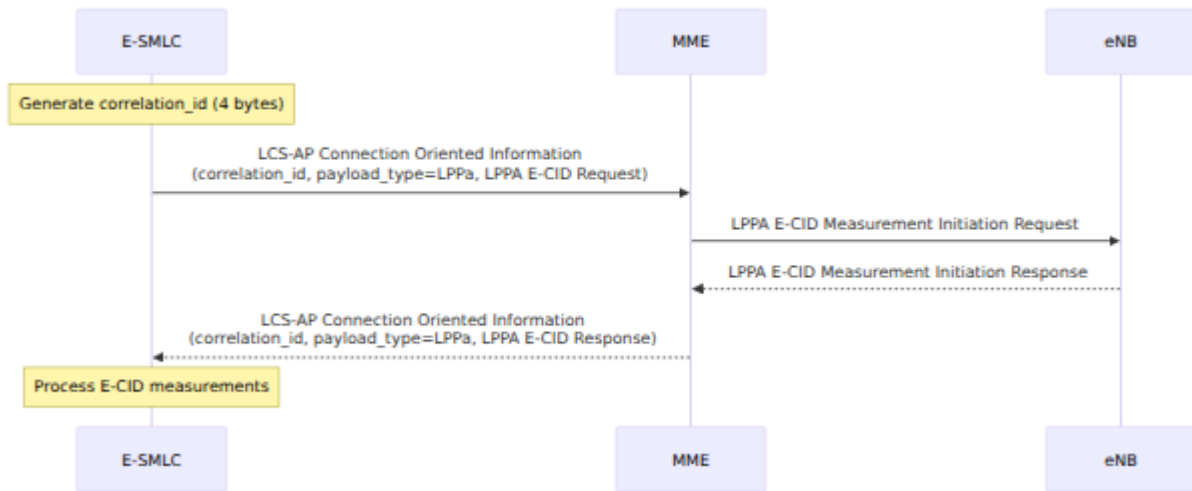 E-SMLC
MME
eNB
Generate correlation_id (4 bytes)
LCS-AP Connection Oriented Information
(correlation_id, payload_type=LPPa, LPPA E-CID Request)
LPPA E-CID Measurement Initiation Request
LPPA E-CID Measurement Initiation Response
LCS-AP Connection Oriented Information
(correlation_id, payload_type=LPPa, LPPA E-CID Response)
Process E-CID measurements
E-SMLC
MME
eNB